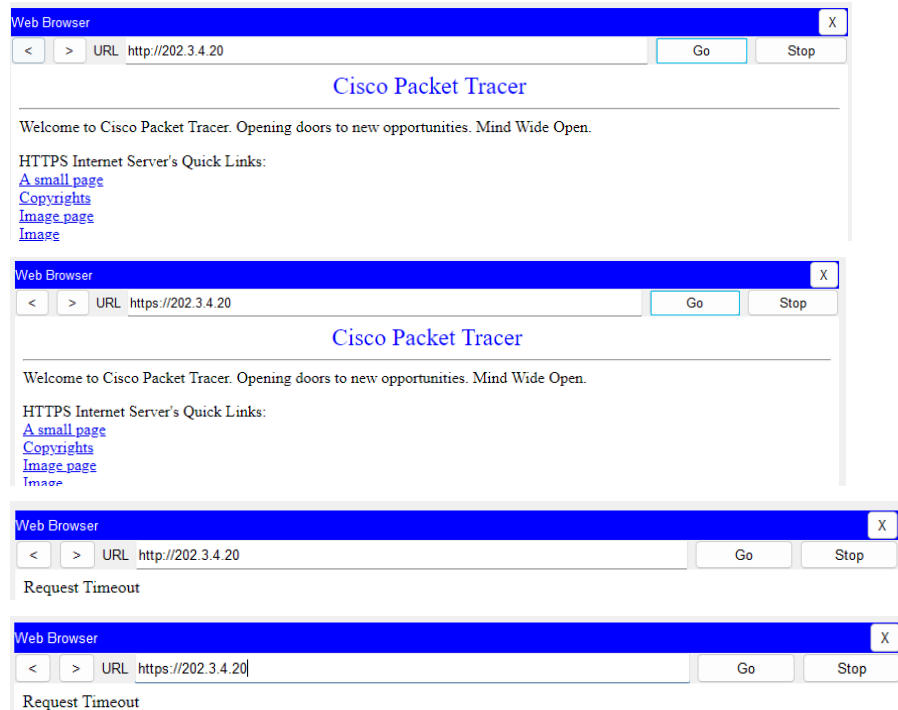 Web Browser X
< > URL http://202.3.4.20 Go Stop
Cisco Packet Tracer
Welcome to Cisco Packet Tracer. Opening doors to new opportunities. Mind Wide Open.
HTTPS Internet Server's Quick Links:
A small page
Copyrights
Image page
Image
Web Browser X
< > URL https://202.3.4.20 Go Stop
Cisco Packet Tracer
Welcome to Cisco Packet Tracer. Opening doors to new opportunities. Mind Wide Open.
HTTPS Internet Server's Quick Links:
A small page
Copyrights
Image page
Image
Web Browser X
< > URL http://202.3.4.20 Go Stop
Request Timeout
Web Browser X
< > URL https://202.3.4.20 Go Stop
Request Timeout